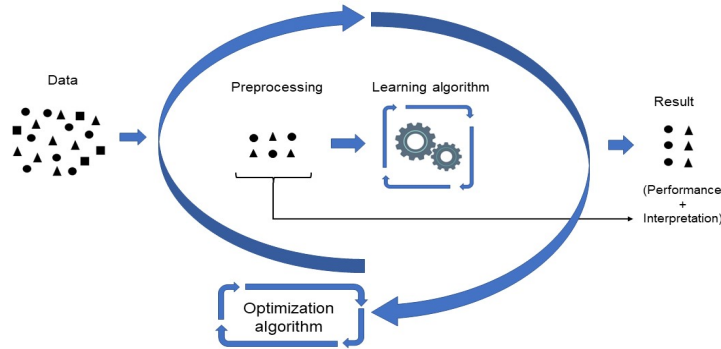 Data
Preprocessing
Learning algorithm
Result
(Performance
+
Interpretation)
Optimization
algorithm